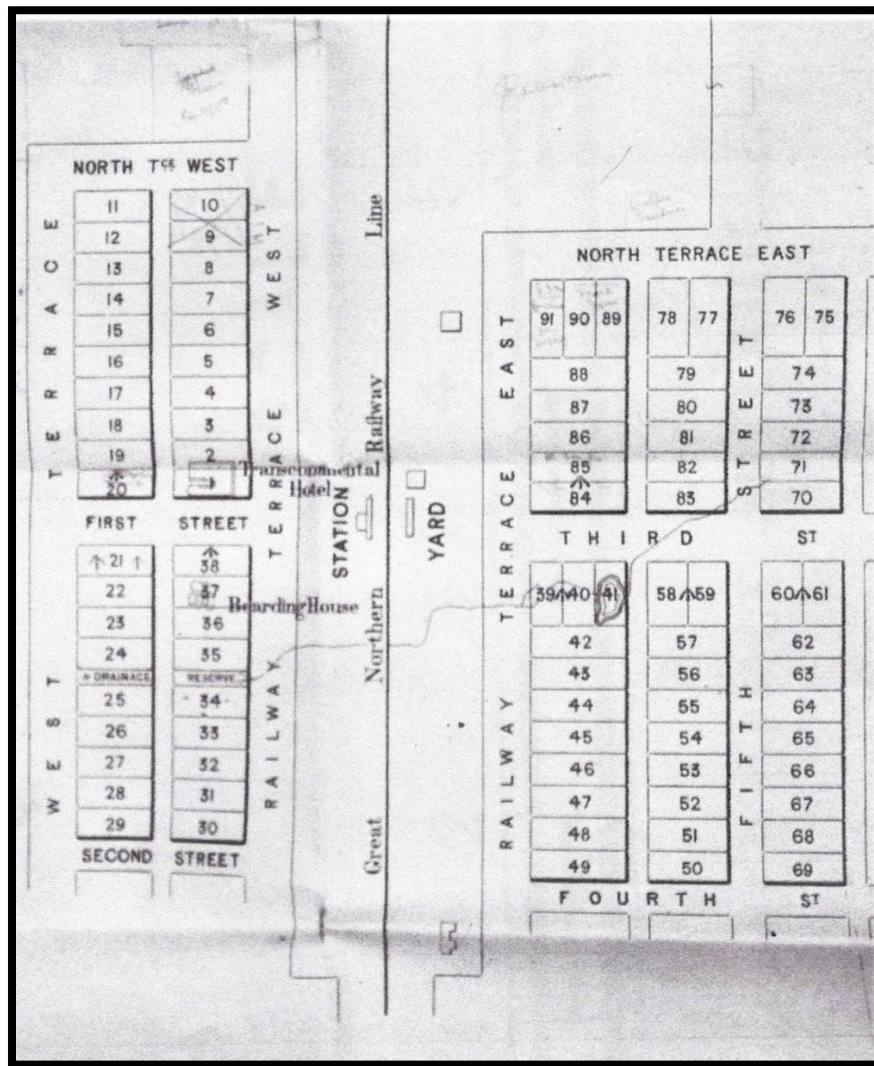 NORTH TCE WEST
11 10
12 9
13 8
14 7
15 6
16 5
17 4
18 3
19 2
20 1
FIRST STREET
21 38
22 37
23 36
24 35
& DRAINAGE RESERVE
25 34
26 33
27 32
28 31
29 30
SECOND STREET
WEST TERRACE
RAILWAY TERRACE WEST
Transcontinental
Hotel
Boarding House
STATION YARD
Great Northern Railway Line
RAILWAY TERRACE EAST
NORTH TERRACE EAST
91 90 89 78 77 76 75
88 79 74
87 80 73
86 81 72
85 82 71
84 83 70
THIRD ST
39 40 41 58 59 60 61
42 57 62
43 56 63
44 55 64
45 54 65
46 53 66
47 52 67
48 51 68
49 50 69
FOURTH ST
FIFTH STREET